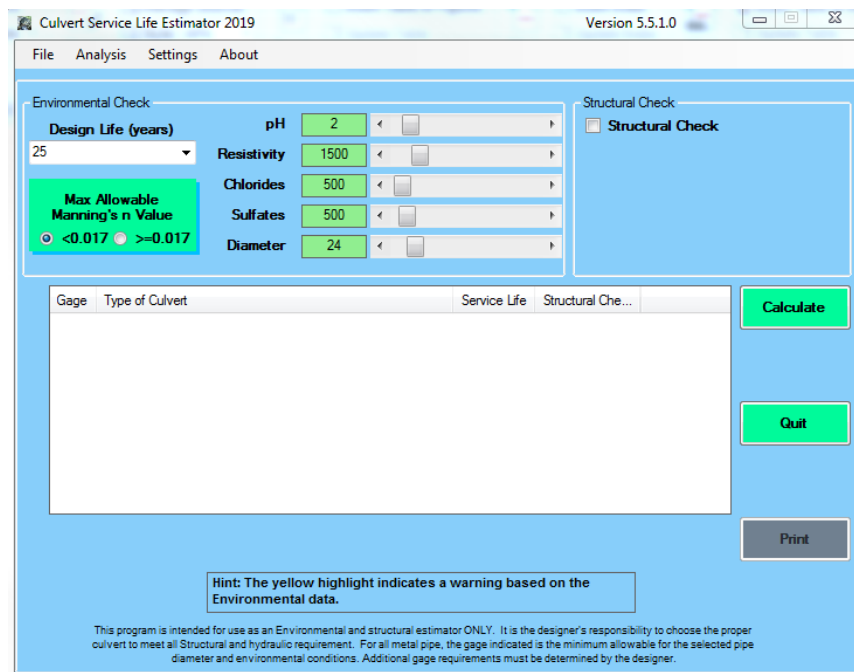 Culvert Service Life Estimator 2019 Version 5.5.1.0
File Analysis Settings About
Environmental Check
Design Life (years)
25
Max Allowable
Manning's n Value
<0.017 >=0.017
pH 2
Resistivity 1500
Chlorides 500
Sulfates 500
Diameter 24
Structural Check
Structural Check
Gage Type of Culvert Service Life Structural Che...
Calculate
Quit
Print
Hint: The yellow highlight indicates a warning based on the
Environmental data.
This program is intended for use as an Environmental and structural estimator ONLY. It is the designer's responsibility to choose the proper
culvert to meet all Structural and hydraulic requirement. For all metal pipe, the gage indicated is the minimum allowable for the selected pipe
diameter and environmental conditions. Additional gage requirements must be determined by the designer.